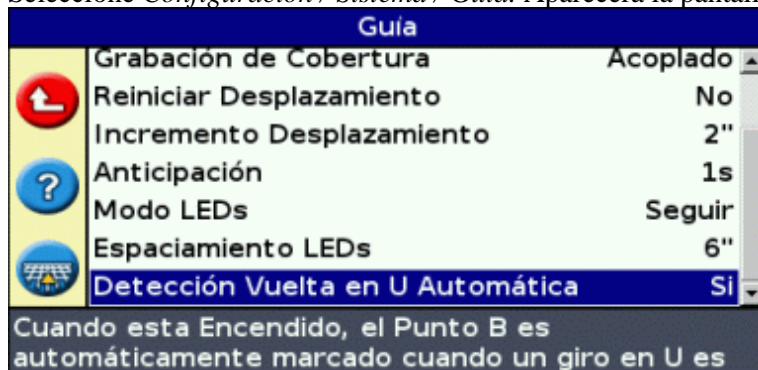 Seleccione Configuración / Sistema / Guía. Aparecerá la pantal
Guía
Grabación de Cobertura Acoplado
Reiniciar Desplazamiento No
Incremento Desplazamiento 2"
Anticipación 1s
Modo LEDs Seguir
Espaciamiento LEDs 6"
Detección Vuelta en U Automática Si
Cuando esta Encendido, el Punto B es
automáticamente marcado cuando un giro en U es